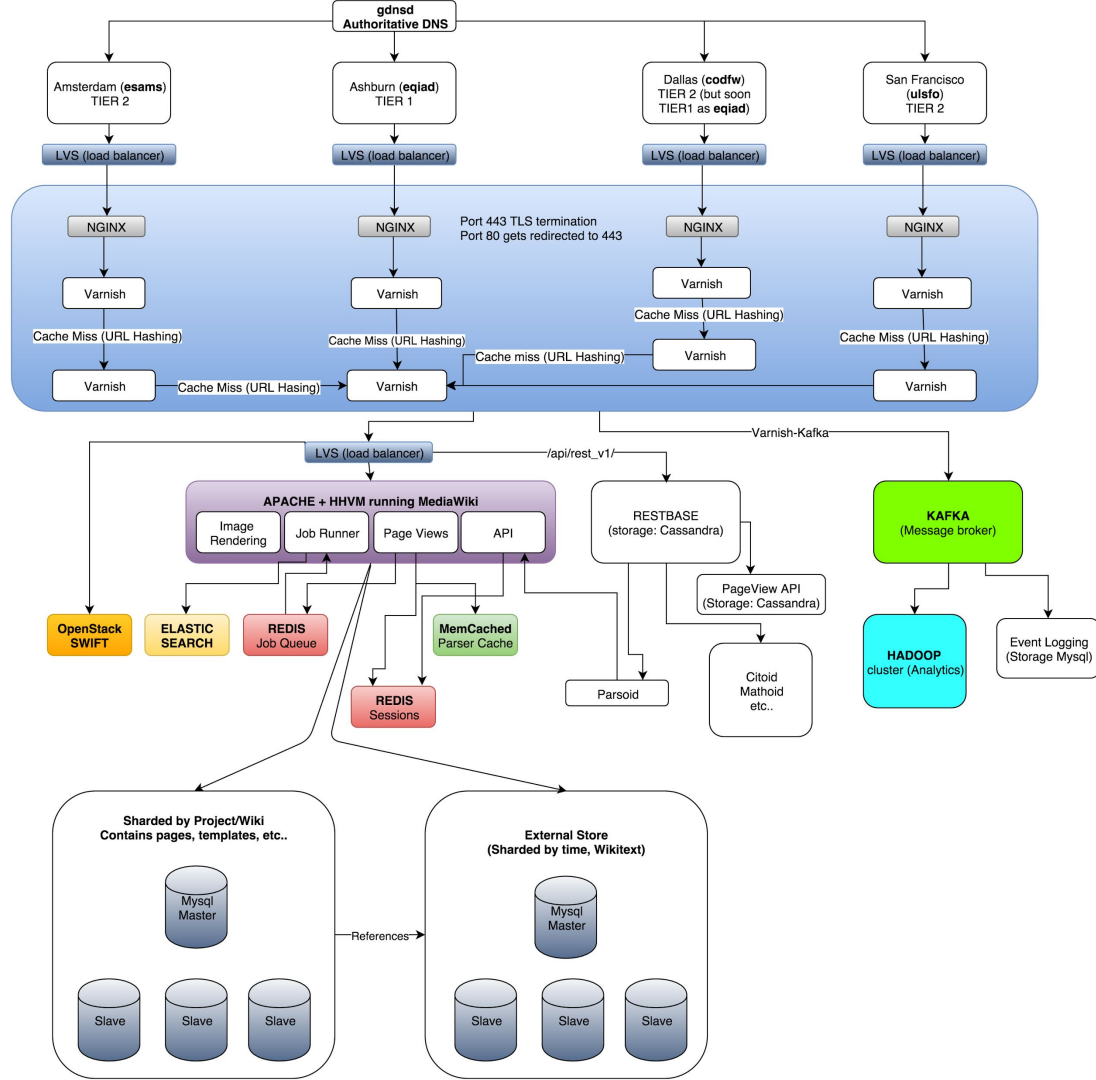 gdnsd
Authoritative DNS
Amsterdam (esams)
TIER 2
Ashburn (eqiad)
TIER 1
Dallas (codfw)
TIER 2 (but soon
TIER1 as eqiad)
San Francisco
(ulsfo)
TIER 2
LVS (load balancer)
LVS (load balancer)
LVS (load balancer)
LVS (load balancer)
Port 443 TLS termination
Port 80 gets redirected to 443
NGINX
NGINX
NGINX
NGINX
Varnish
Varnish
Varnish
Varnish
Cache Miss (URL Hashing)
Cache Miss (URL Hashing)
Cache Miss (URL Hashing)
Cache Miss (URL Hashing)
Cache miss (URL Hashing)
Varnish
Varnish
Cache Miss (URL Hasing)
Varnish
Varnish
Varnish-Kafka
LVS (load balancer)
/api/rest_v1/
APACHE + HHVM running MediaWiki
Image
Rendering
Job Runner
Page Views
API
RESTBASE
(storage: Cassandra)
KAFKA
(Message broker)
PageView API
(Storage: Cassandra)
OpenStack
SWIFT
ELASTIC
SEARCH
REDIS
Job Queue
MemCached
Parser Cache
HADOOP
cluster (Analytics)
Event Logging
(Storage Mysql)
REDIS
Sessions
Parsoid
Citoid
Mathoid
etc..
Sharded by Project/Wiki
Contains pages, templates, etc..
External Store
(Sharded by time, Wikitext)
Mysql
Master
Mysql
Master
References
Slave
Slave
Slave
Slave
Slave
Slave